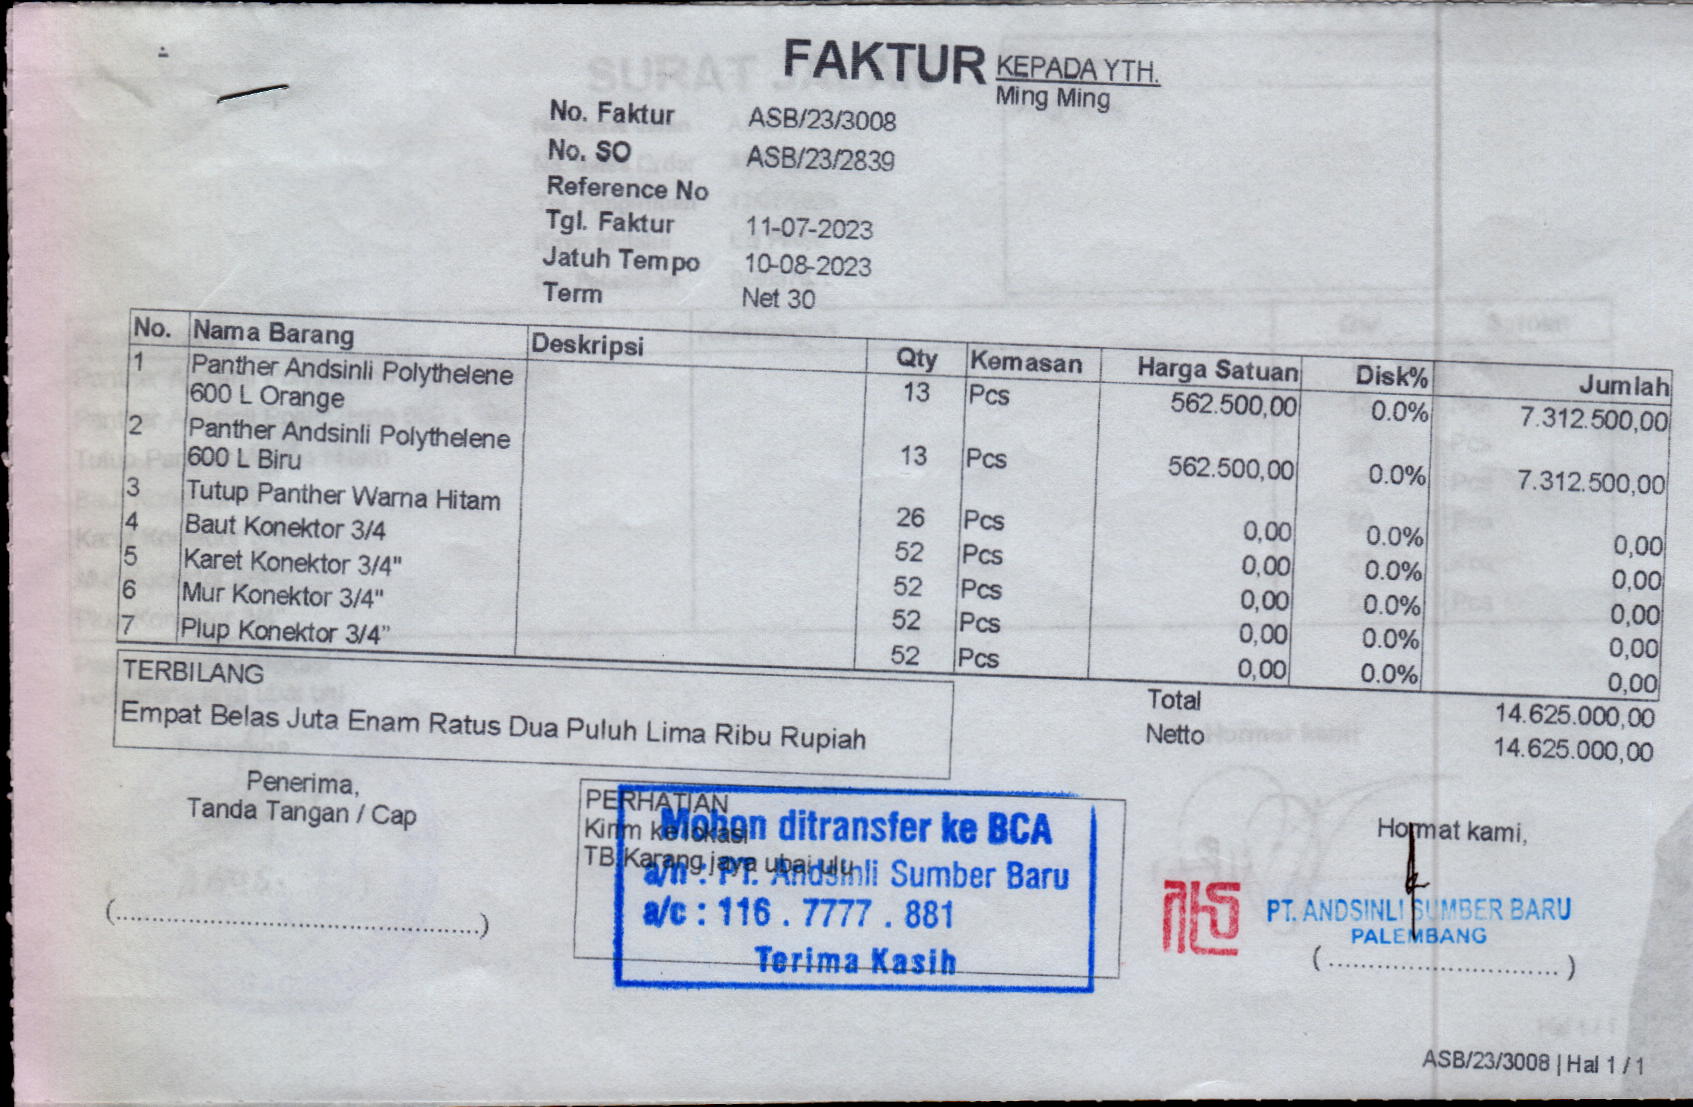 FAKTUR
KEPADA YTH.
Ming Ming
No. Faktur ASB/23/3008
No. SO ASB/23/2839
Reference No
Tgl. Faktur 11-07-2023
Jatuh Tempo 10-08-2023
Term Net 30
No. Nama Barang Deskripsi Qty Kemasan Harga Satuan Disk% Jumlah
1 Panther Andsinli Polythelene 13 Pcs 562.500,00 0.0% 7.312.500,00
600 L Orange
2 Panther Andsinli Polythelene 13 Pcs 562.500,00 0.0% 7.312.500,00
600 L Biru
3 Tutup Panther Warna Hitam 26 Pcs 0,00 0.0% 0,00
4 Baut Konektor 3/4 52 Pcs 0,00 0.0% 0,00
5 Karet Konektor 3/4" 52 Pcs 0,00 0.0% 0,00
6 Mur Konektor 3/4" 52 Pcs 0,00 0.0% 0,00
7 Plup Konektor 3/4” 52 Pcs 0,00 0.0% 0,00
TERBILANG
Empat Belas Juta Enam Ratus Dua Puluh Lima Ribu Rupiah
Total 14.625.000,00
Netto 14.625.000,00
Penerima,
Tanda Tangan / Cap
(................................................)
PERHATIAN
Kirim ke lokasi
TB Karang jaya ubai ulu
Mohon ditransfer ke BCA
a/n : PT. Andsinli Sumber Baru
a/c : 116 . 7777 . 881
Terima Kasih
Hormat kami,
PT. ANDSINLI SUMBER BARU
PALEMBANG
(..............................)
ASB/23/3008 | Hal 1 / 1